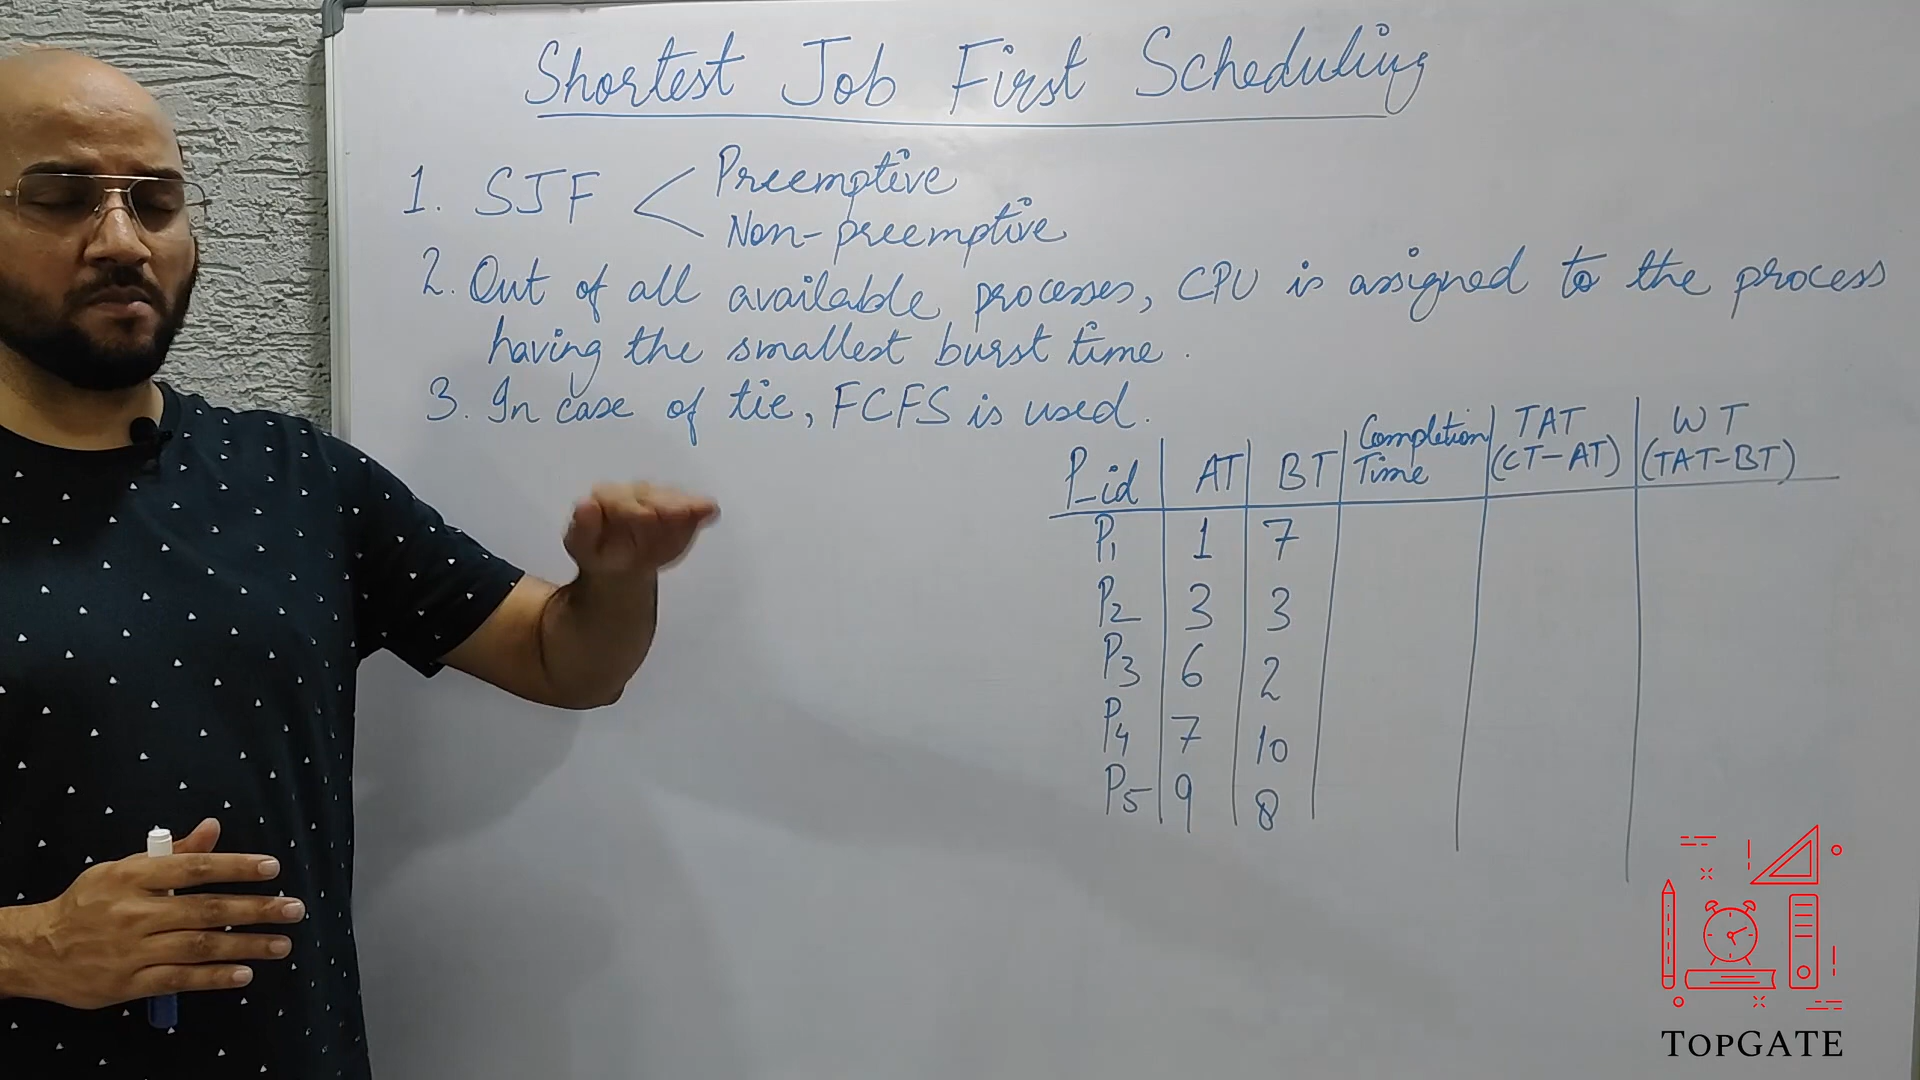 Shortest Job First Scheduling
1. SJF < Preemptive
Non-preemptive
2. Out of all available processes, CPU is assigned to the process
having the smallest burst time.
3. In case of tie, FCFS is used.
P_id AT BT Completion Time TAT (CT-AT) WT (TAT-BT)
P1 1 7
P2 3 3
P3 6 2
P4 7 10
P5 9 8
TOPGATE